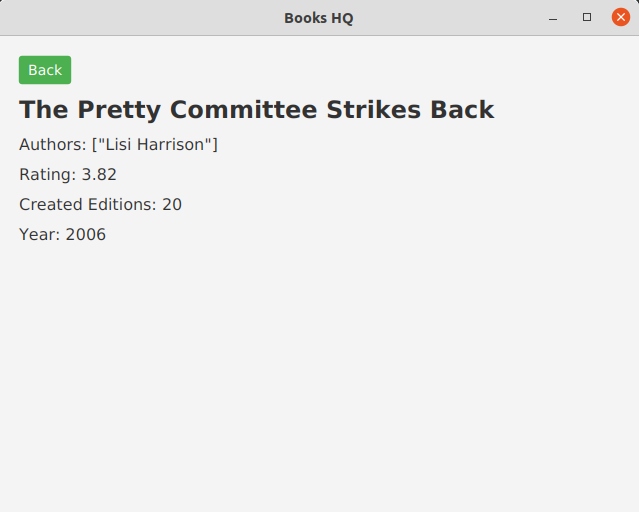 Books HQ
Back
The Pretty Committee Strikes Back
Authors: ["Lisi Harrison"]
Rating: 3.82
Created Editions: 20
Year: 2006